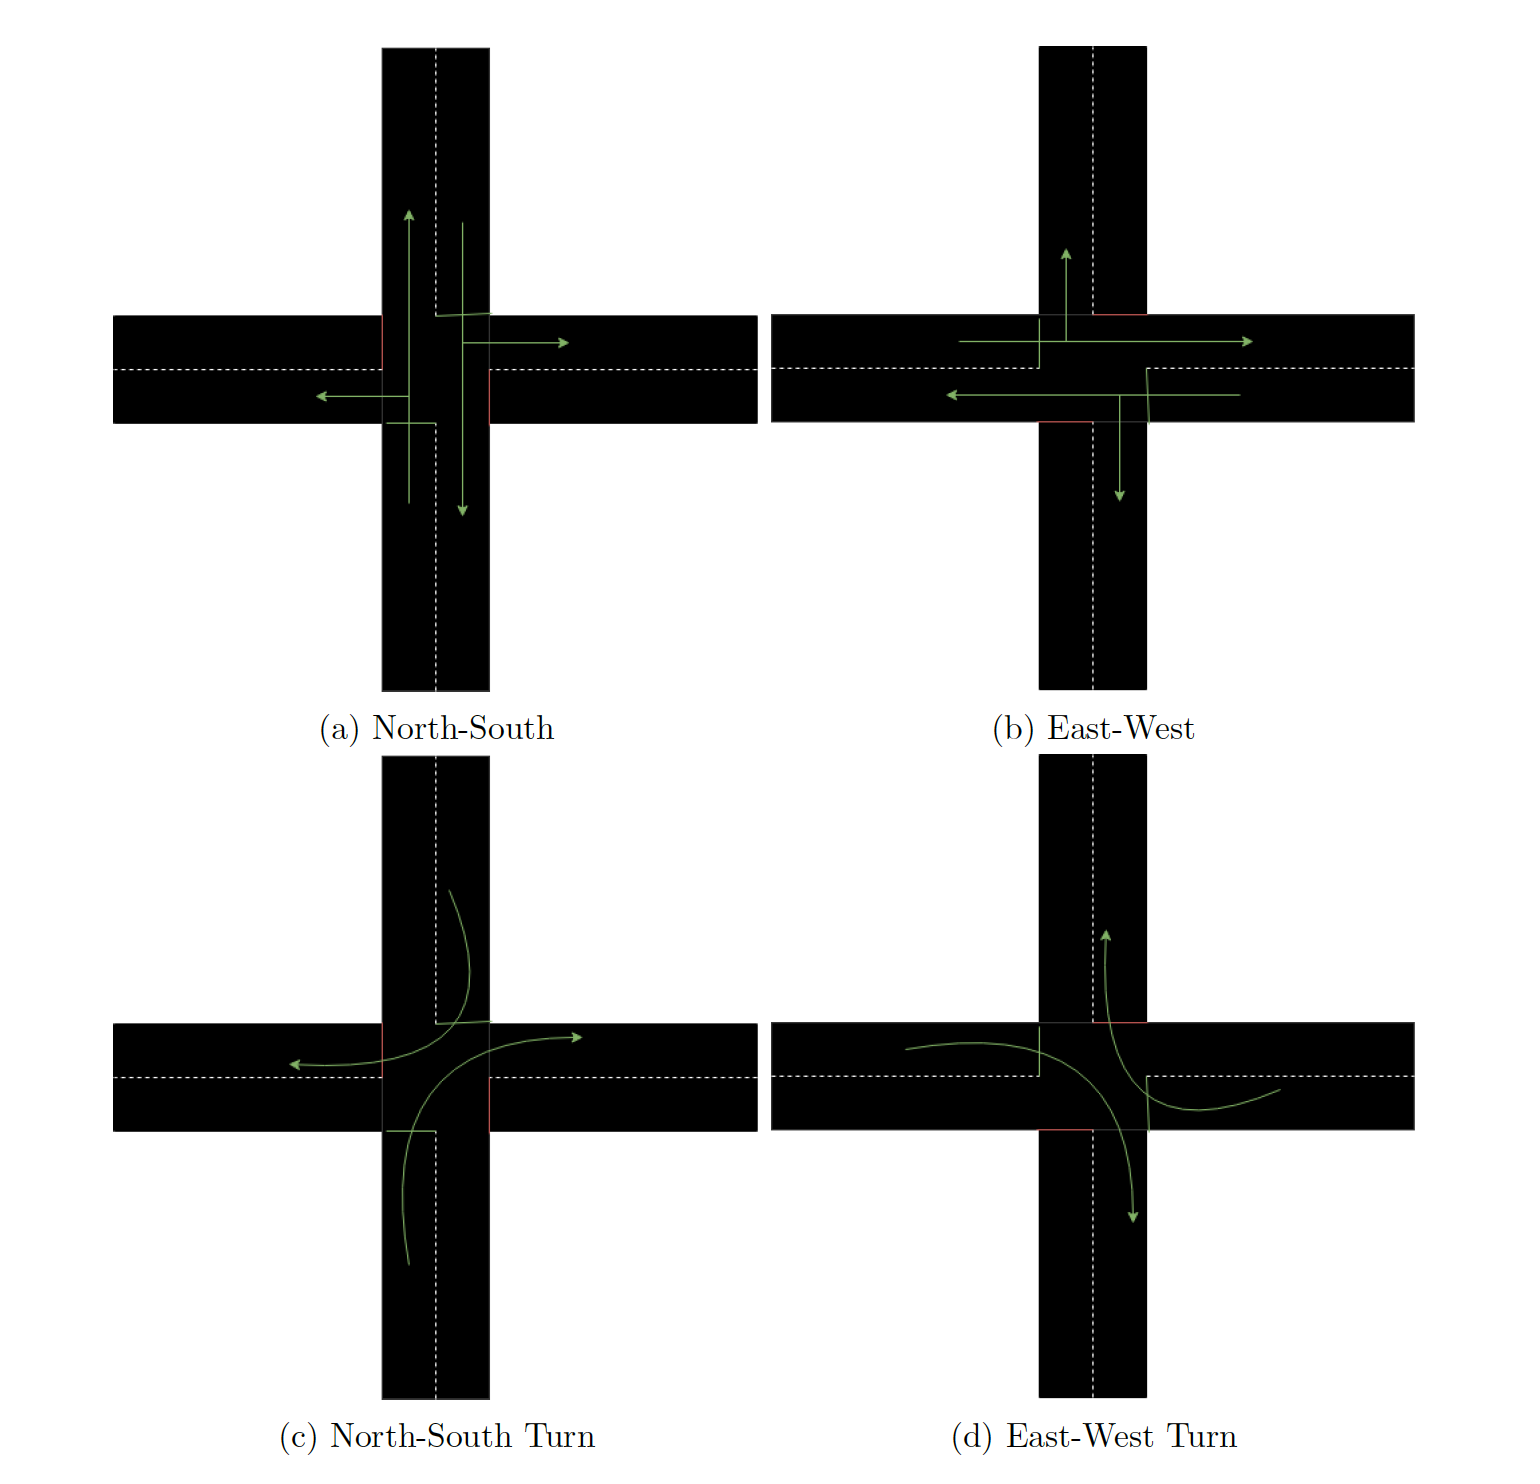 (a) North-South
(b) East-West
(c) North-South Turn
(d) East-West Turn